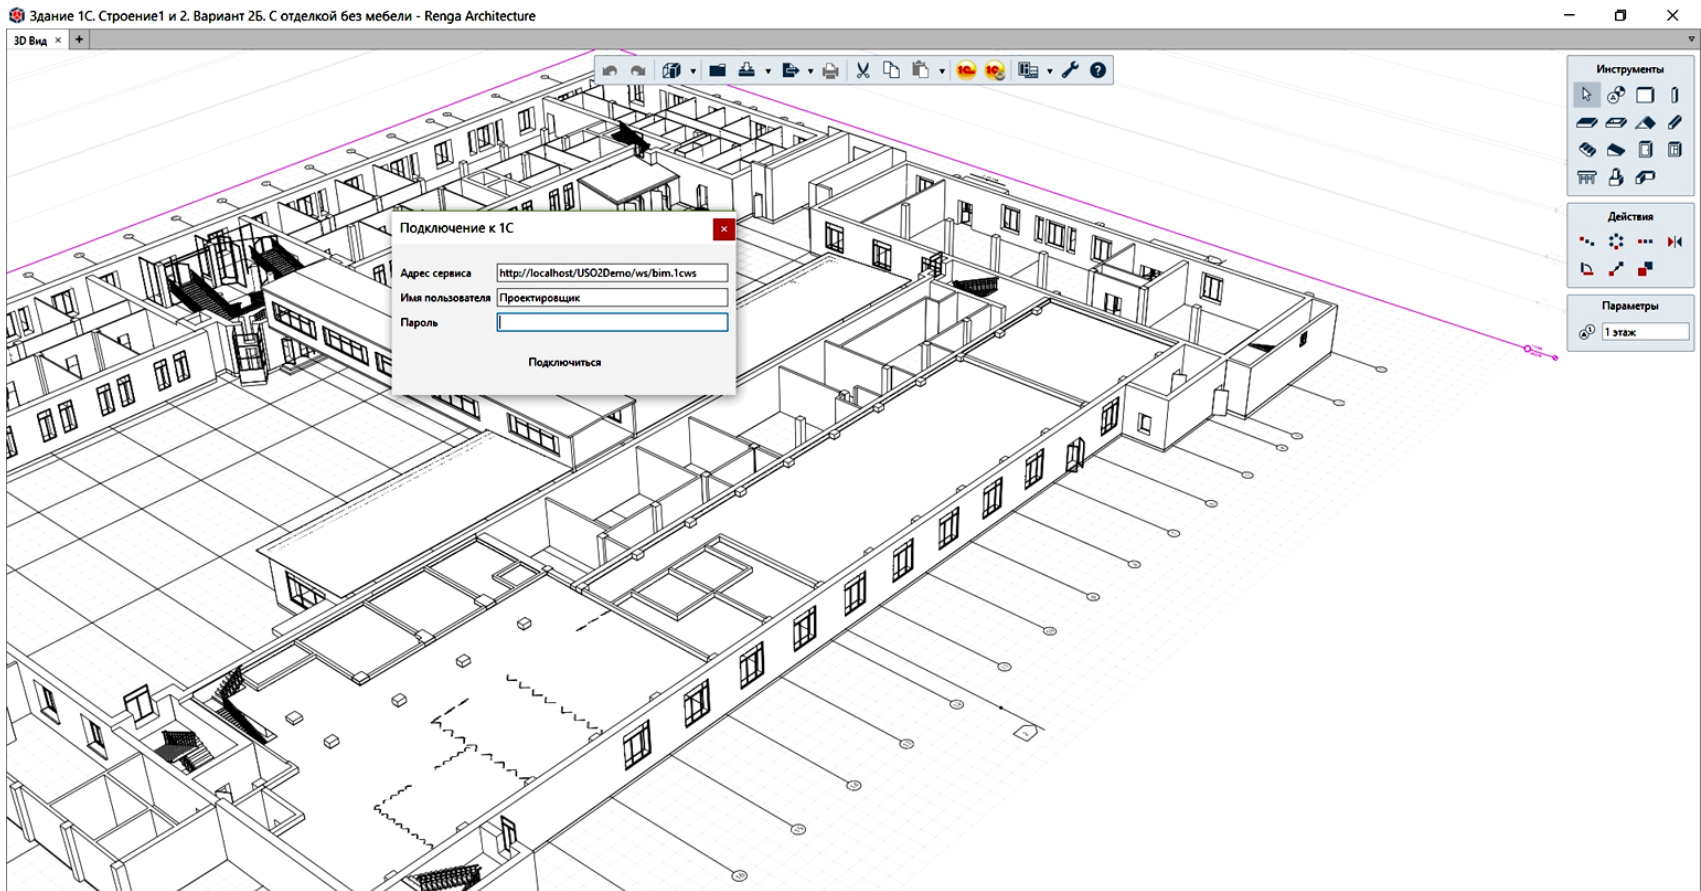 Здание 1С. Строение1 и 2. Вариант 2Б. С отделкой без мебели - Renga Architecture
3D Вид
Инструменты
Действия
Параметры
1 этаж
Подключение к 1С
Адрес сервиса http://localhost/USO2Demo/ws/bim.1cws
Имя пользователя Проектировщик
Пароль
Подключиться